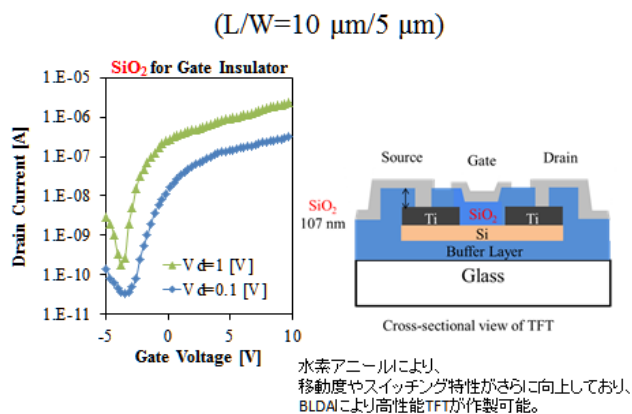 (L/W=10 μm/5 μm)
SiO₂ for Gate Insulator
Drain Current [A]
1.E-05
1.E-06
1.E-07
1.E-08
1.E-09
1.E-10
1.E-11
-5
0
5
10
Gate Voltage [V]
Vd=1 [V]
Vd=0.1 [V]
Source
Gate
Drain
SiO₂
107 nm
Ti
SiO₂
Ti
Si
Buffer Layer
Glass
Cross-sectional view of TFT
水素アニールにより、
移動度やスイッチング特性がさらに向上しており、
BLDAにより高性能TFTが作製可能。